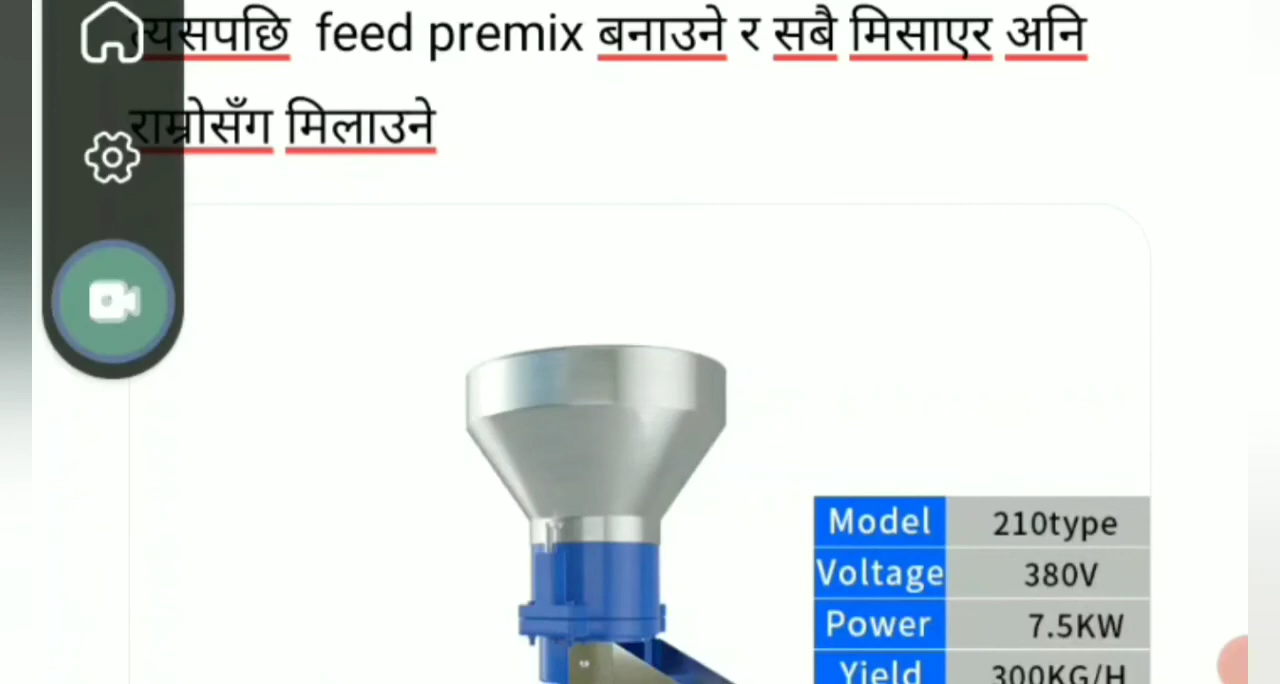 त्यसपछि feed premix बनाउने र सबै मिसाएर अनि
राम्रोसँग मिलाउने
Model 210type
Voltage 380V
Power 7.5KW
Yield 300KG/H